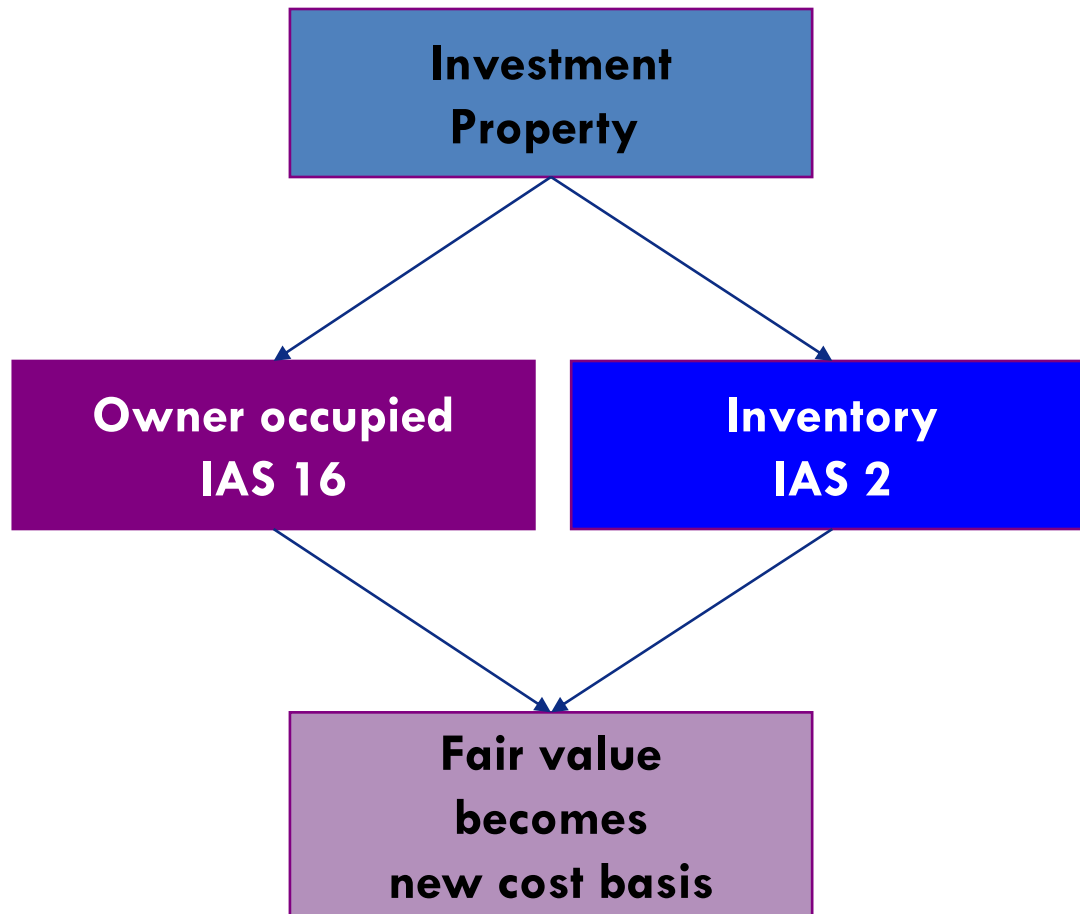 Investment
Property
Owner occupied
IAS 16
Inventory
IAS 2
Fair value
becomes
new cost basis